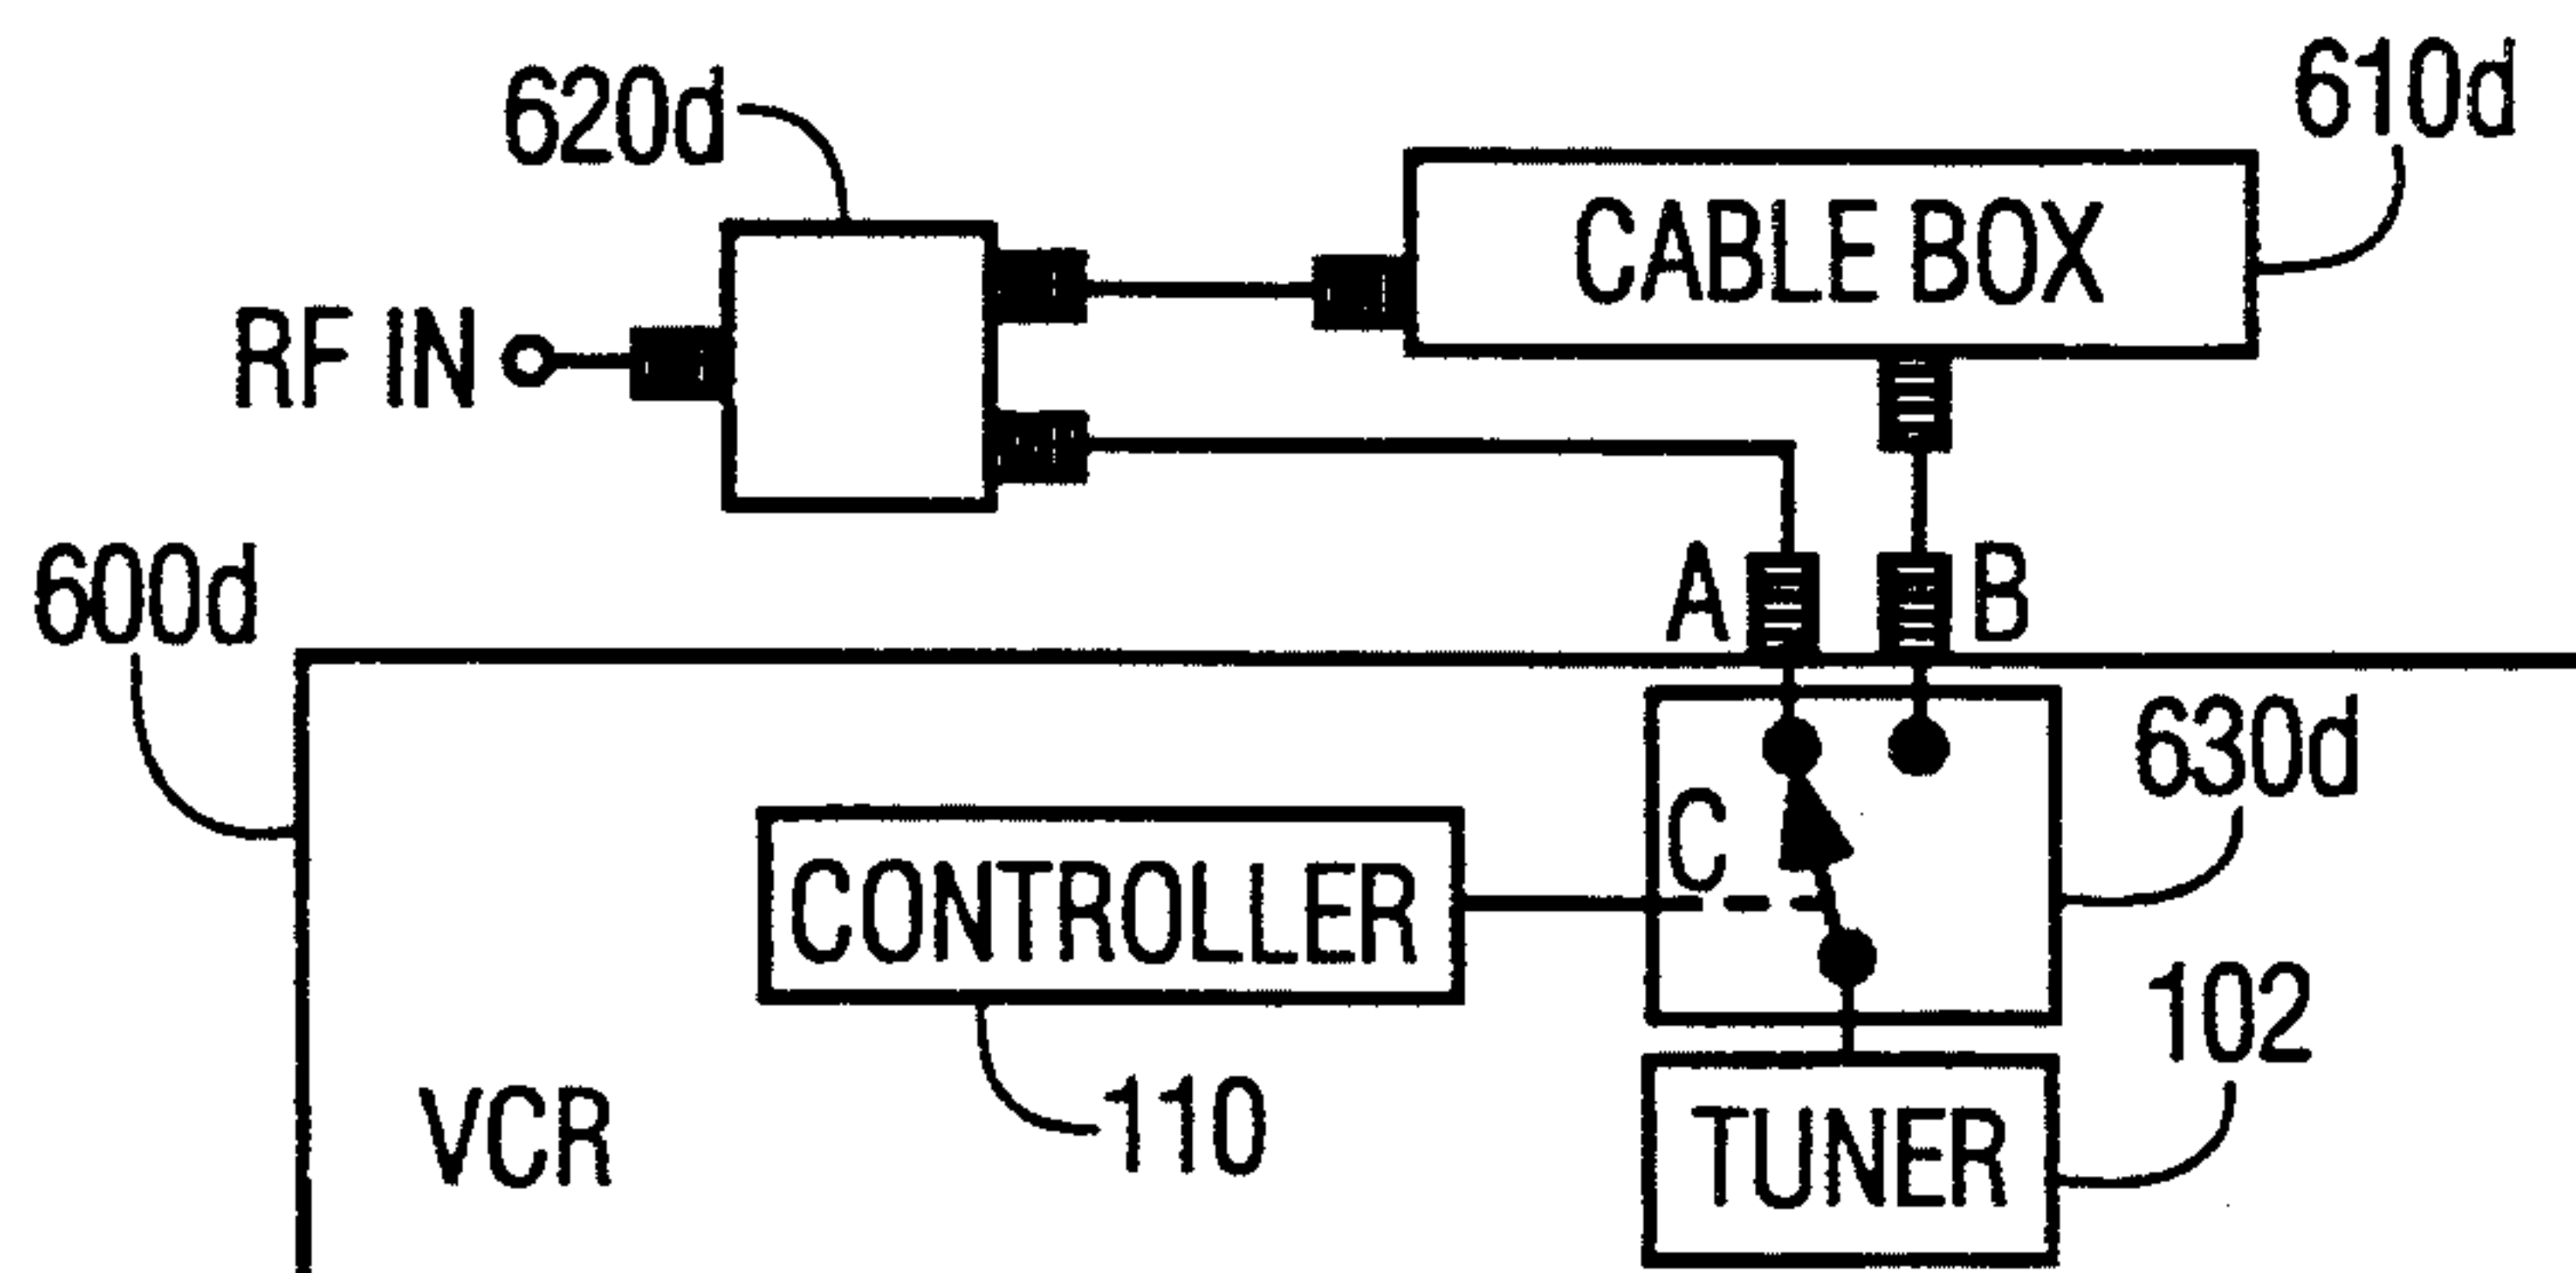 620d
610d
CABLE BOX
RF IN
600d
A
B
630d
C
CONTROLLER
102
110
VCR
TUNER